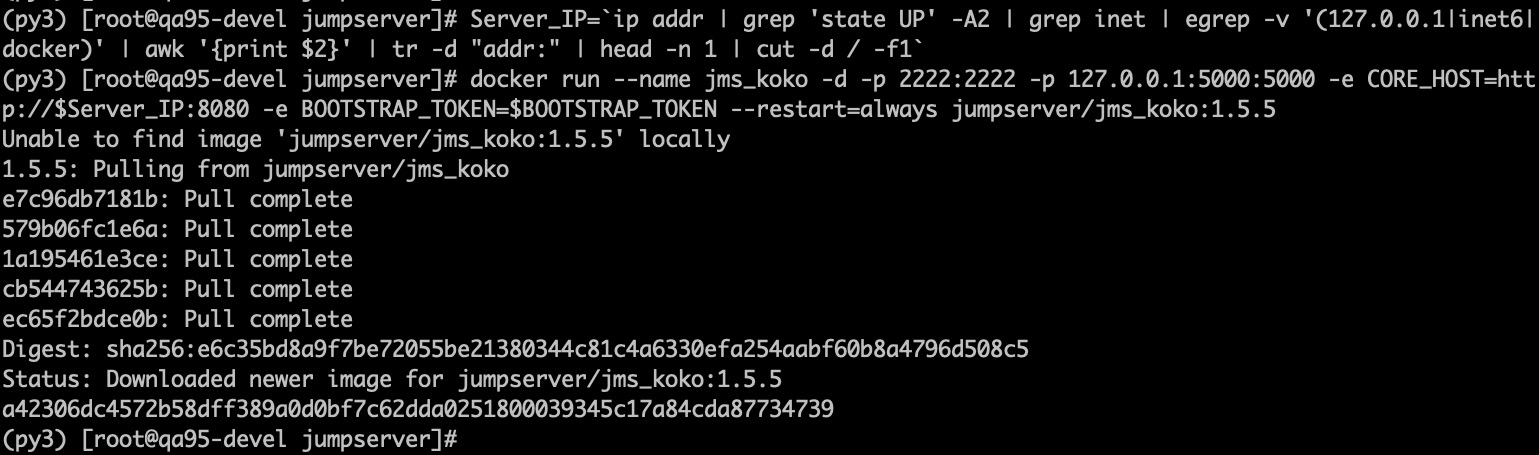 (py3) [root@qa95-devel jumpserver]# Server_IP=`ip addr | grep 'state UP' -A2 | grep inet | egrep -v '(127.0.0.1|inet6|
docker)' | awk '{print $2}' | tr -d "addr:" | head -n 1 | cut -d / -f1`
(py3) [root@qa95-devel jumpserver]# docker run --name jms_koko -d -p 2222:2222 -p 127.0.0.1:5000:5000 -e CORE_HOST=htt
p://$Server_IP:8080 -e BOOTSTRAP_TOKEN=$BOOTSTRAP_TOKEN --restart=always jumpserver/jms_koko:1.5.5
Unable to find image 'jumpserver/jms_koko:1.5.5' locally
1.5.5: Pulling from jumpserver/jms_koko
e7c96db7181b: Pull complete
579b06fc1e6a: Pull complete
1a195461e3ce: Pull complete
cb544743625b: Pull complete
ec65f2bdce0b: Pull complete
Digest: sha256:e6c35bd8a9f7be72055be21380344c81c4a6330efa254aabf60b8a4796d508c5
Status: Downloaded newer image for jumpserver/jms_koko:1.5.5
a42306dc4572b58dff389a0d0bf7c62dda0251800039345c17a84cda87734739
(py3) [root@qa95-devel jumpserver]#